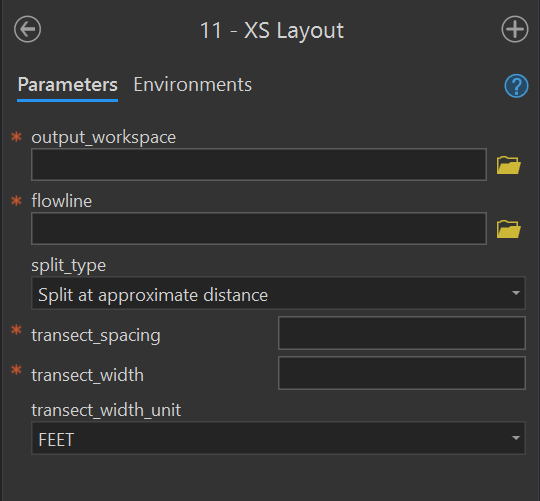 11 - XS Layout
Parameters Environments
?
* output_workspace
* flowline
split_type
Split at approximate distance
* transect_spacing
* transect_width
transect_width_unit
FEET